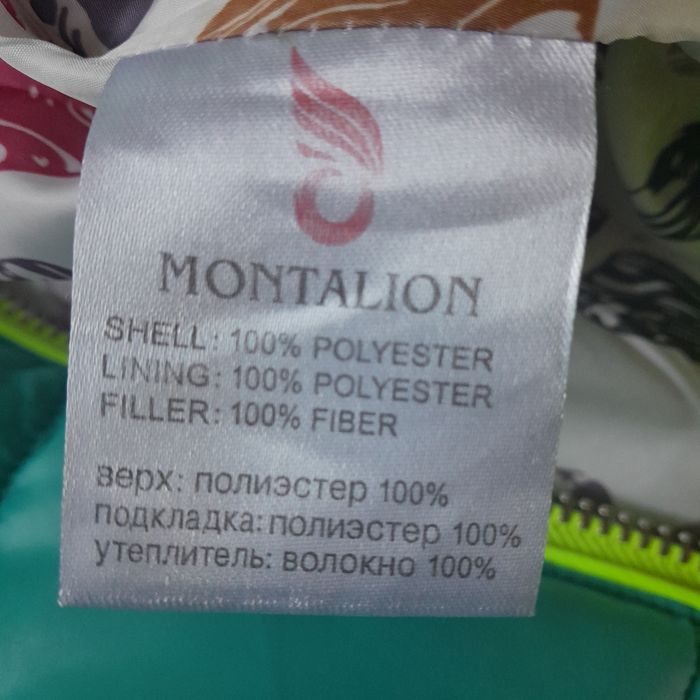 MONTALION
SHELL: 100% POLYESTER
LINING: 100% POLYESTER
FILLER: 100% FIBER
верх: полиэстер 100%
подкладка: полиэстер 100%
утеплитель: волокно 100%